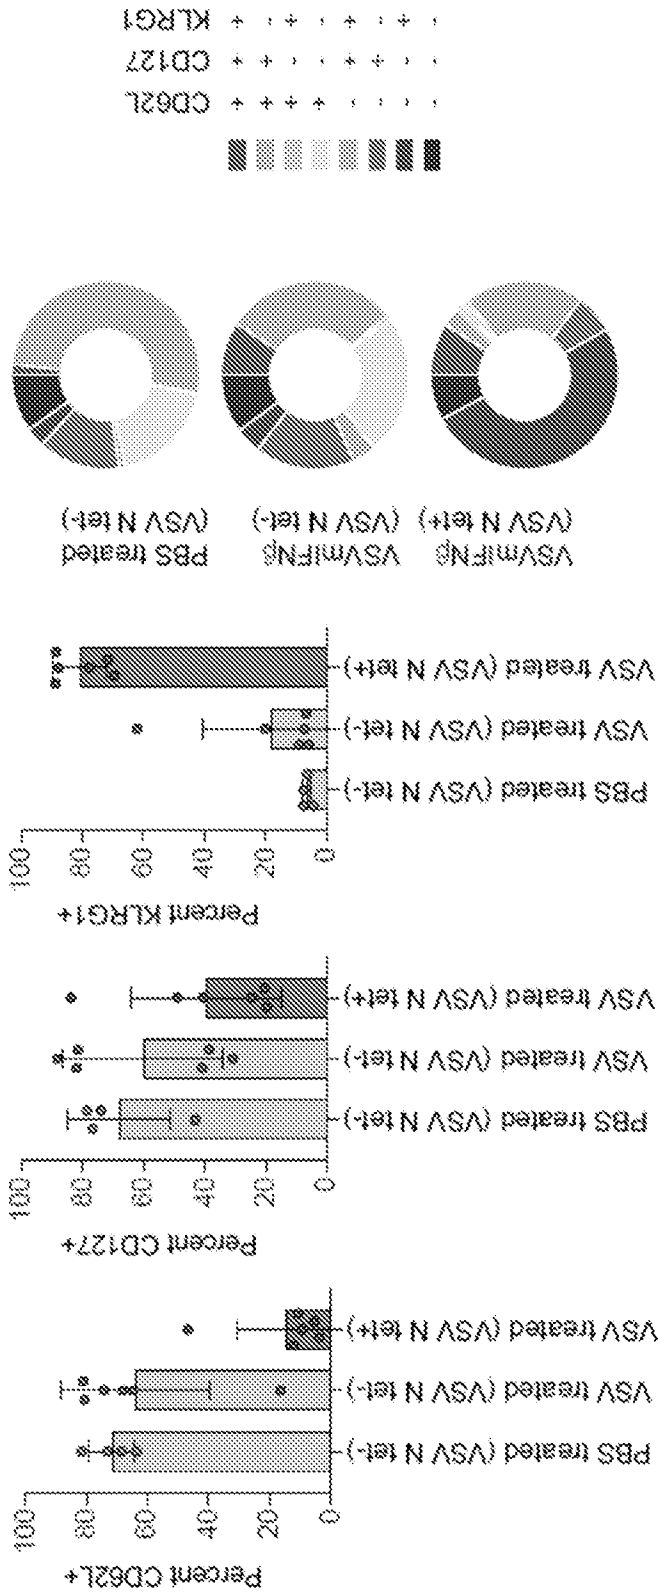 Percent CD62L+
100
80
60
40
20
0
PBS treated (VSV N tet-)
VSV treated (VSV N tet-)
VSV treated (VSV N tet+)
Percent CD127+
100
80
60
40
20
0
PBS treated (VSV N tet-)
VSV treated (VSV N tet-)
VSV treated (VSV N tet+)
Percent KLRG1+
100
80
60
40
20
0
PBS treated (VSV N tet-)
VSV treated (VSV N tet-)
VSV treated (VSV N tet+)
PBS treated
(VSV N tet-)
VSVmIFNβ
(VSV N tet-)
VSVmIFNβ
(VSV N tet+)
CD62L + + + + - - - -
CD127 + + - - + + - -
KLRG1 + - + - + - + -